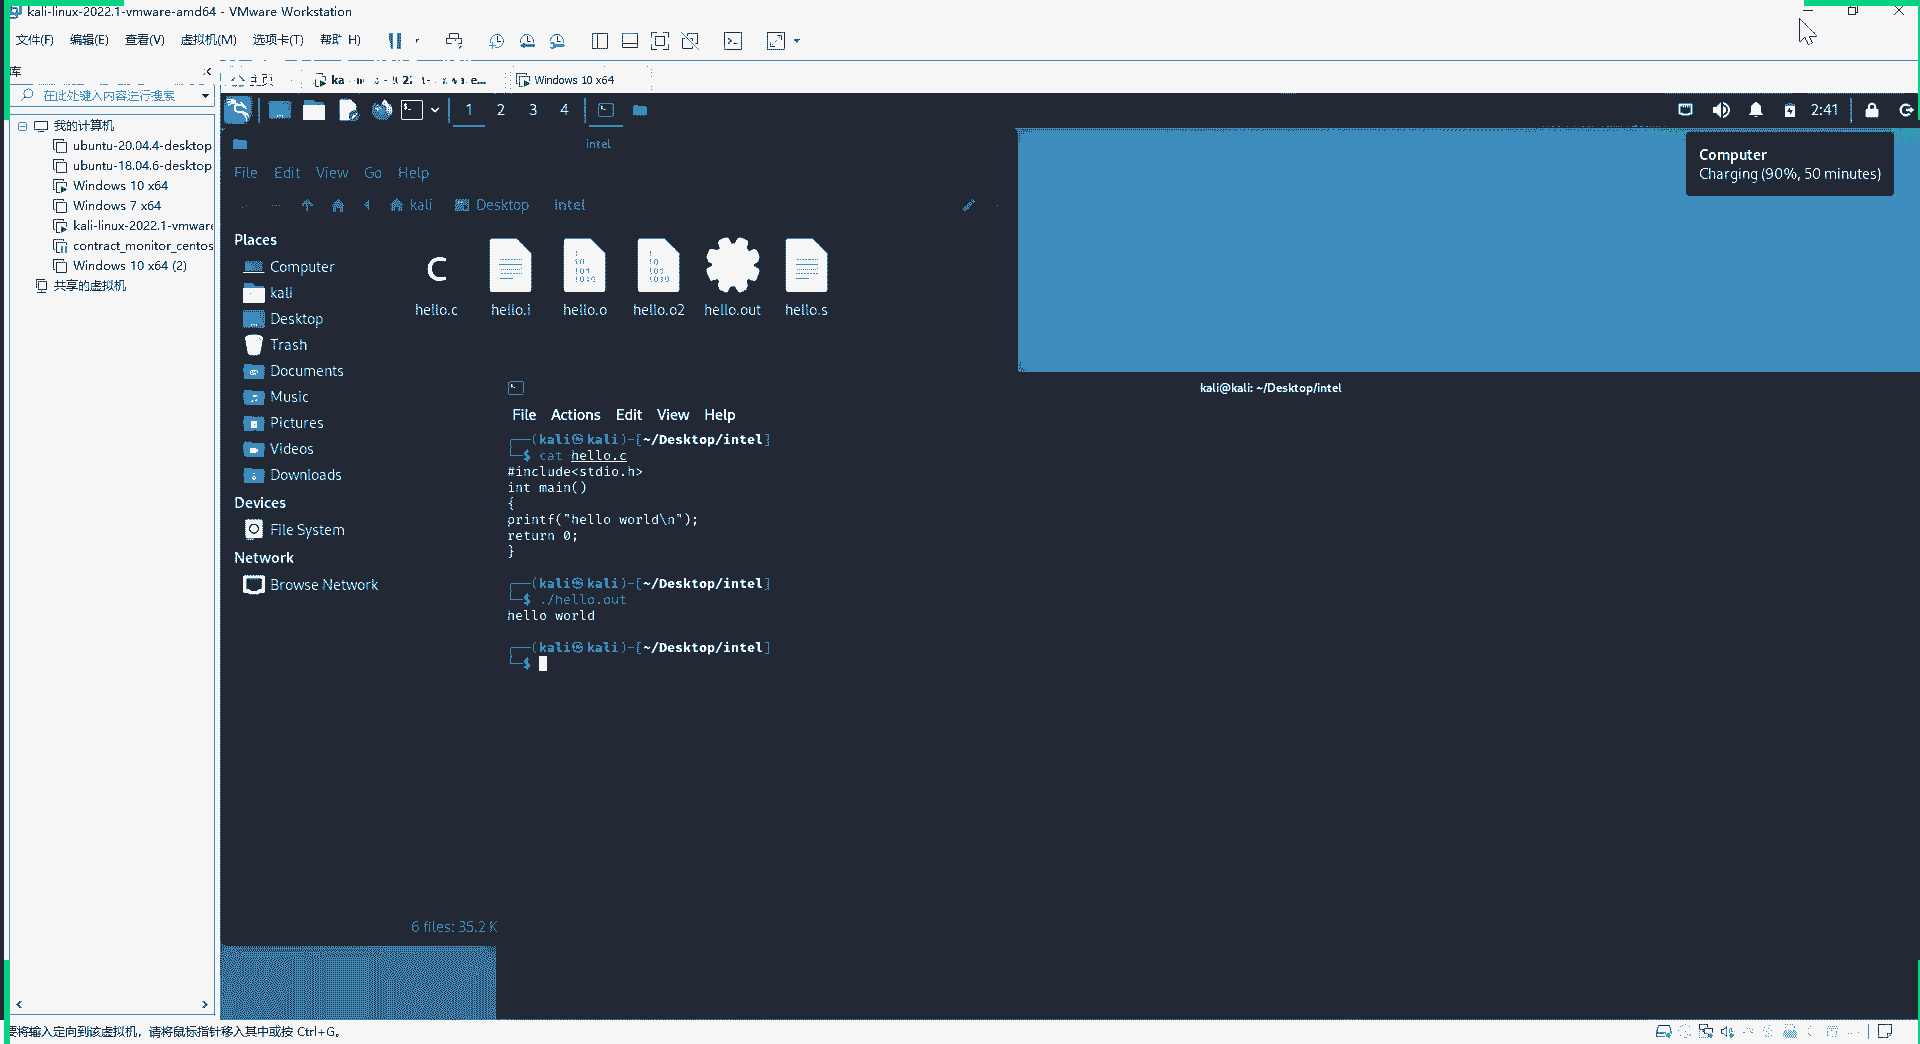 kali-linux-2022.1-vmware-amd64 - VMware Workstation
文件(F) 编辑(E) 查看(V) 虚拟机(M) 选项卡(T) 帮助 H)
库
主页
Windows 10 x64
在此处键入内容进行搜索
1 2 3 4
2:41
我的计算机
ubuntu-20.04.4-desktop
ubuntu-18.04.6-desktop
Windows 10 x64
Windows 7 x64
kali-linux-2022.1-vmware
contract_monitor_centos
Windows 10 x64 (2)
共享的虚拟机
intel
File Edit View Go Help
kali Desktop intel
Computer
Charging (90%, 50 minutes)
Places
Computer
kali
Desktop
Trash
Documents
Music
Pictures
Videos
Downloads
Devices
File System
Network
Browse Network
hello.c hello.i hello.o hello.o2 hello.out hello.s
kali@kali: ~/Desktop/intel
File Actions Edit View Help
┌──(kali㉿kali)-[~/Desktop/intel]
└─$ cat hello.c
#include<stdio.h>
int main()
{
printf("hello world\n");
return 0;
}
┌──(kali㉿kali)-[~/Desktop/intel]
└─$ ./hello.out
hello world
┌──(kali㉿kali)-[~/Desktop/intel]
└─$
6 files: 35.2 K
要将输入定向到该虚拟机，请将鼠标指针移入其中或按 Ctrl+G。